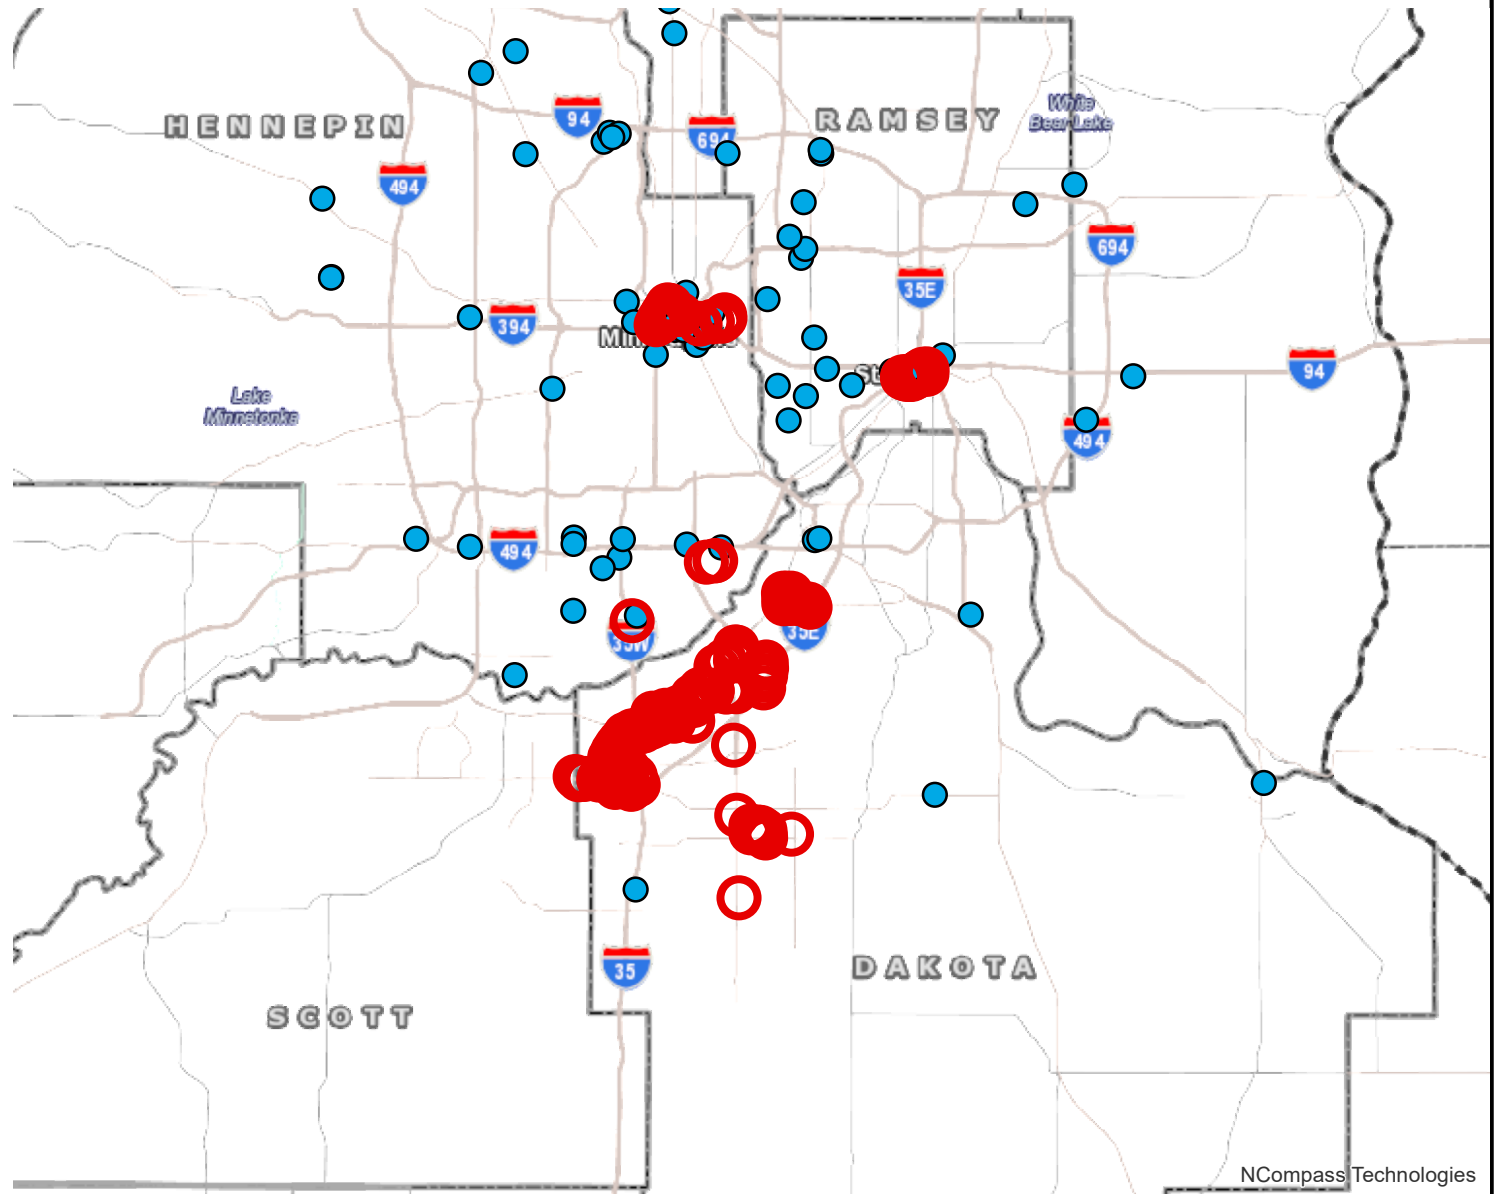 HENNEPIN
RAMSEY
White
Bear Lake
94
694
494
694
35E
394
94
Lake
Minnetonka
494
494
35W
35E
DAKOTA
35
SCOTT
NCompass Technologies